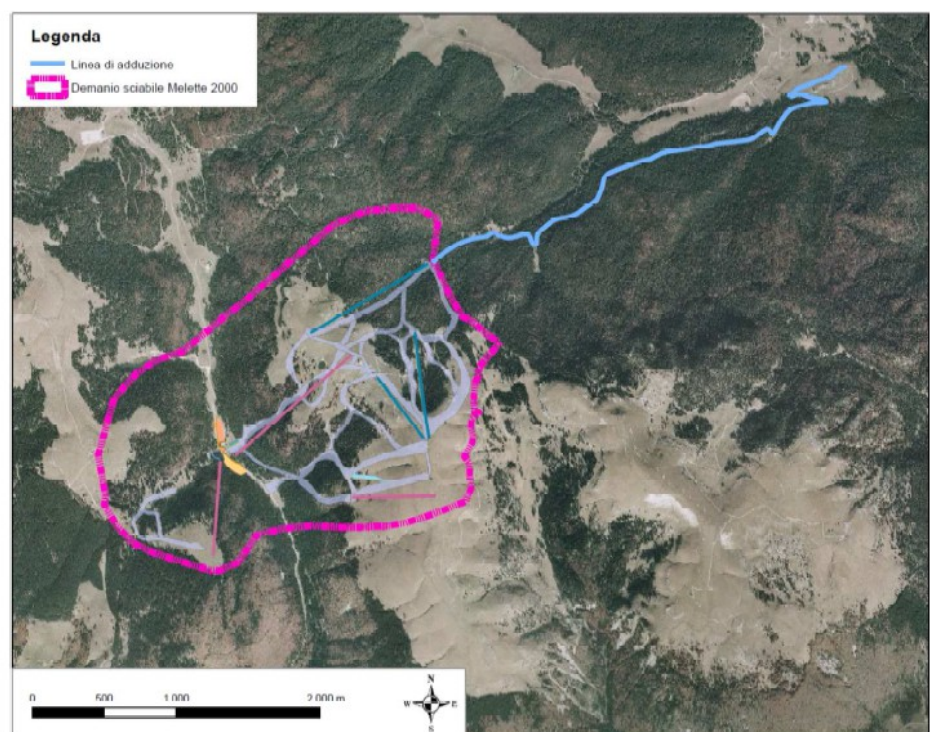 Legenda
Linea di adduzione
Demanio sciabile Melette 2000
0 500 1.000 2.000 m
N
W E
S